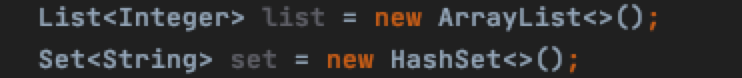 List<Integer> list = new ArrayList<>();
Set<String> set = new HashSet<>();